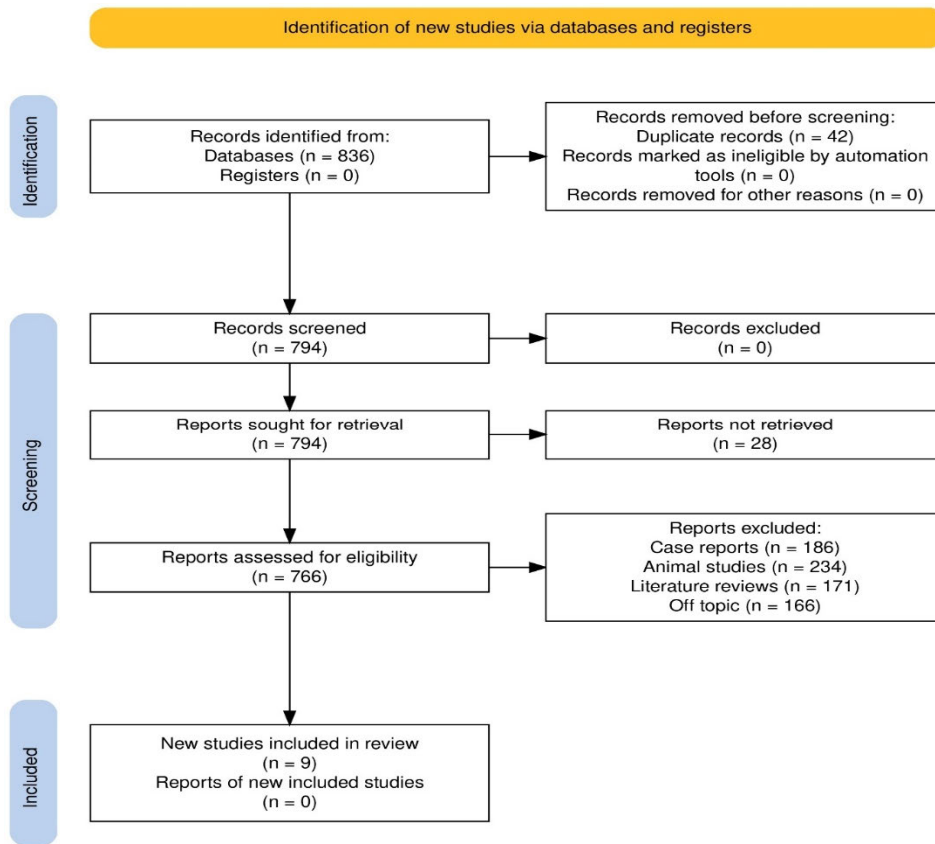 Identification of new studies via databases and registers
Identification
Records identified from:
Databases (n = 836)
Registers (n = 0)
Records removed before screening:
Duplicate records (n = 42)
Records marked as ineligible by automation
tools (n = 0)
Records removed for other reasons (n = 0)
Screening
Records screened
(n = 794)
Records excluded
(n = 0)
Reports sought for retrieval
(n = 794)
Reports not retrieved
(n = 28)
Reports assessed for eligibility
(n = 766)
Reports excluded:
Case reports (n = 186)
Animal studies (n = 234)
Literature reviews (n = 171)
Off topic (n = 166)
Included
New studies included in review
(n = 9)
Reports of new included studies
(n = 0)